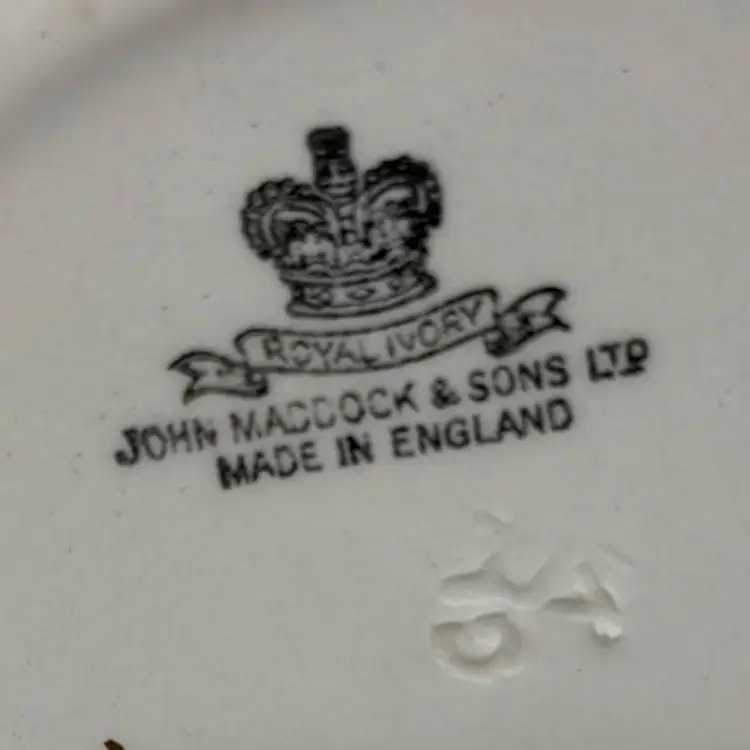 ROYAL IVORY
JOHN MADDOCK & SONS LTD
MADE IN ENGLAND